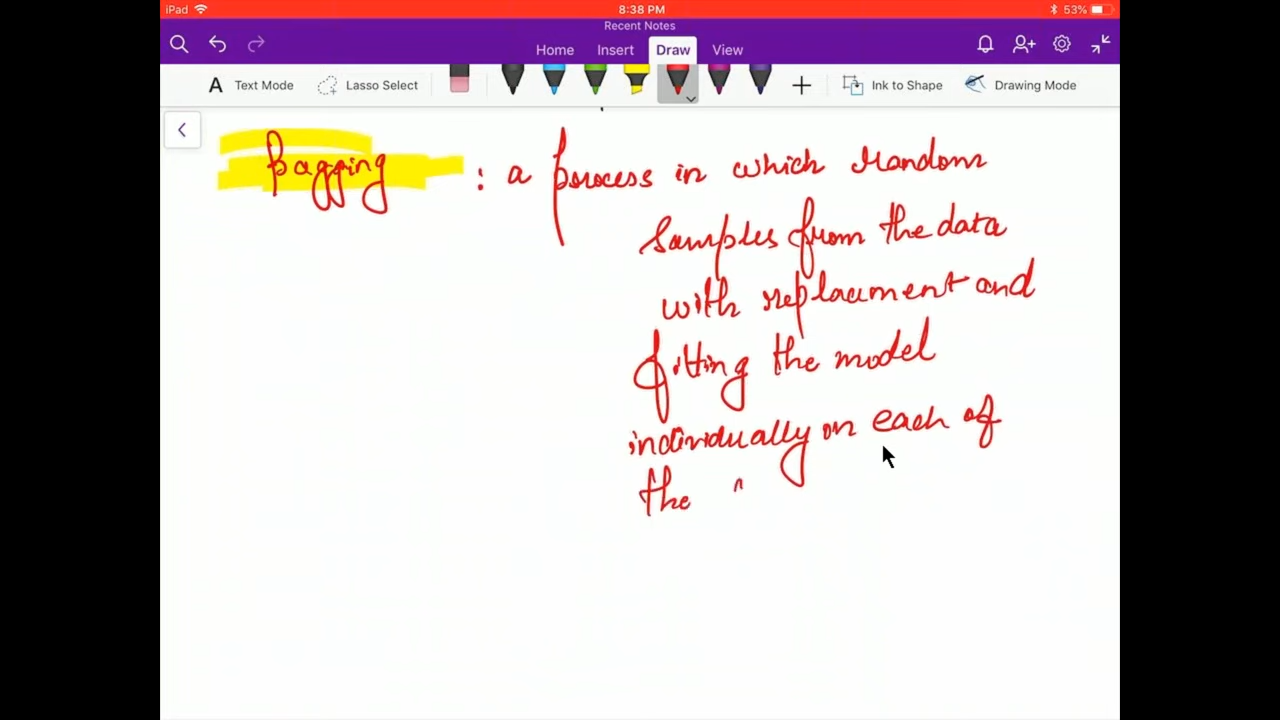 iPad 8:38 PM 53%
Recent Notes
Home Insert Draw View
Text Mode Lasso Select Ink to Shape Drawing Mode
Bagging : a process in which random
samples from the data
with replacment and
fitting the model
individually on each of
the